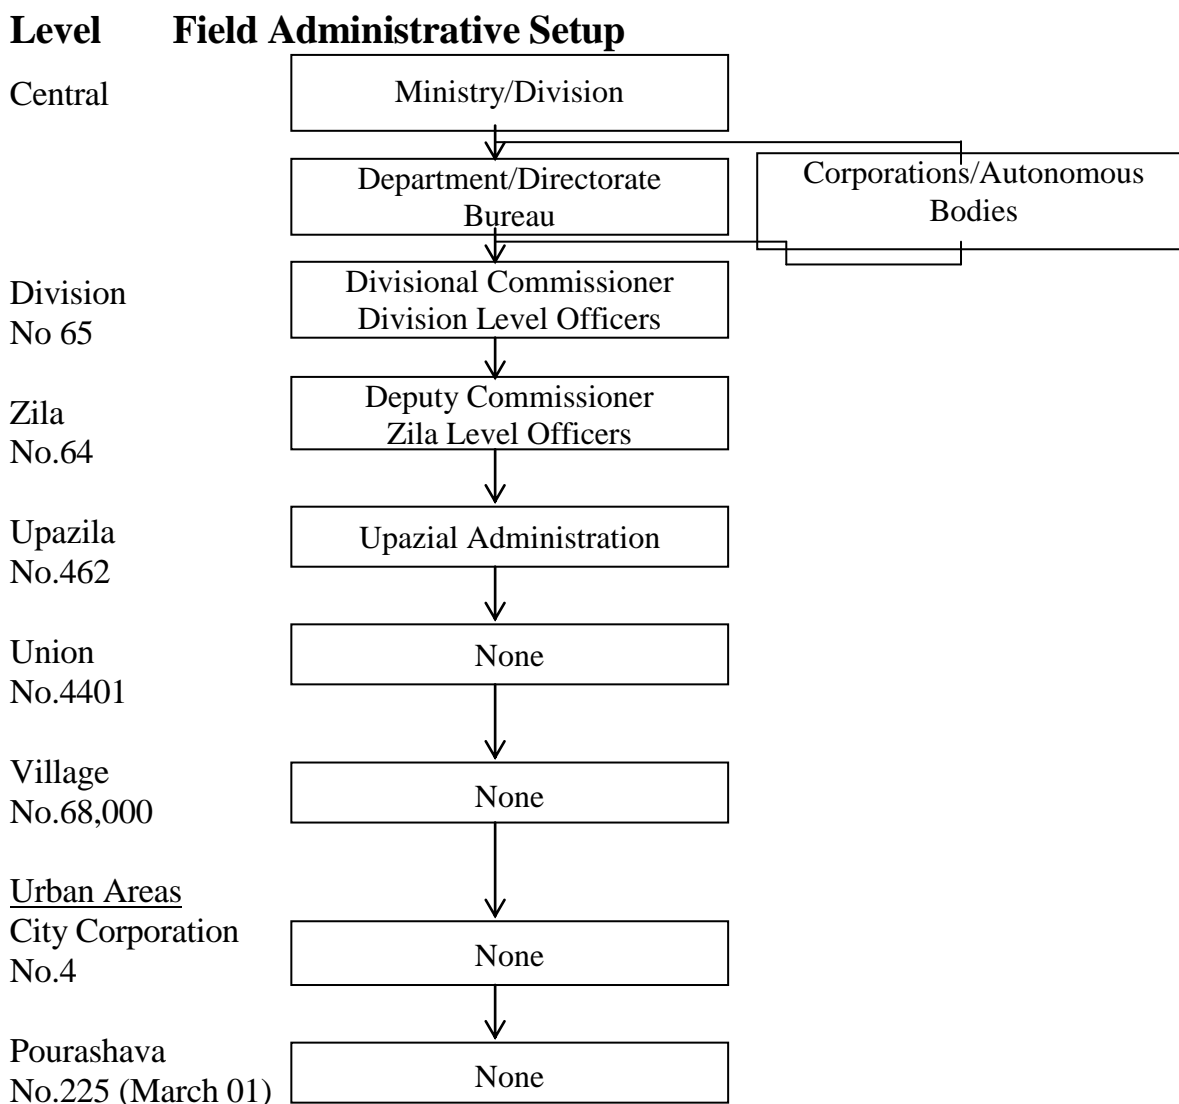 Level Field Administrative Setup
Central
Ministry/Division
Department/Directorate
Bureau
Corporations/Autonomous
Bodies
Division
No 65
Divisional Commissioner
Division Level Officers
Zila
No.64
Deputy Commissioner
Zila Level Officers
Upazila
No.462
Upazial Administration
Union
No.4401
None
Village
No.68,000
None
Urban Areas
City Corporation
No.4
None
Pourashava
No.225 (March 01)
None